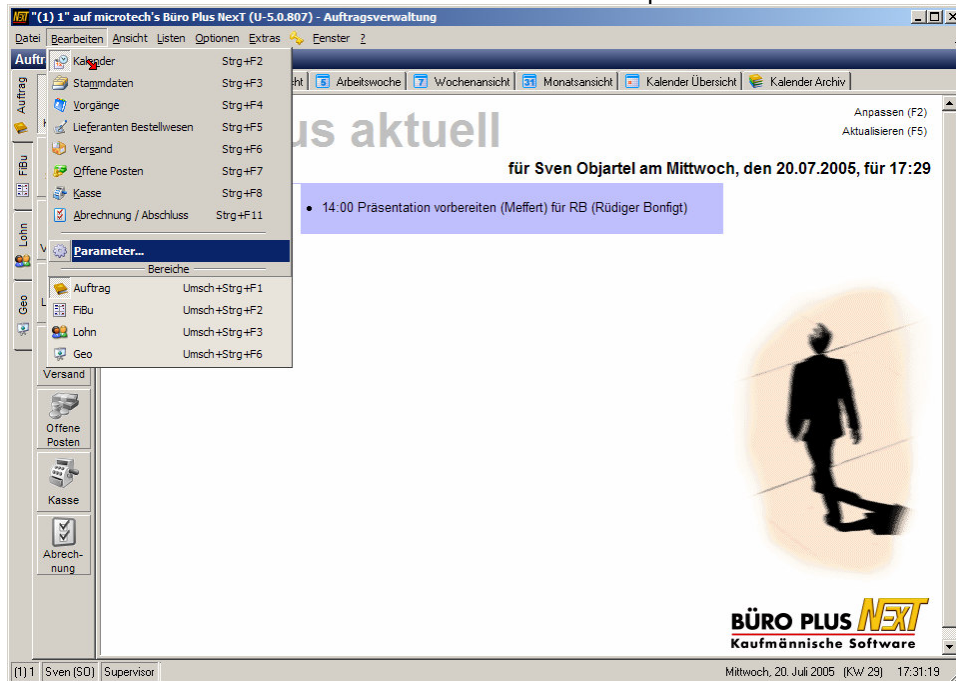 "(1) 1" auf microtech's Büro Plus NexT (U-5.0.807) - Auftragsverwaltung
Datei Bearbeiten Ansicht Listen Optionen Extras Fenster ?
Auftr
Kalender Strg+F2
Stammdaten Strg+F3
Vorgänge Strg+F4
Lieferanten Bestellwesen Strg+F5
Versand Strg+F6
Offene Posten Strg+F7
Kasse Strg+F8
Abrechnung / Abschluss Strg+F11
Parameter...
Bereiche
Auftrag Umsch+Strg+F1
FiBu Umsch+Strg+F2
Lohn Umsch+Strg+F3
Geo Umsch+Strg+F6
Auftrag
FiBu
Lohn
Geo
Versand
Offene
Posten
Kasse
Abrech-
nung
ht Arbeitswoche Wochenansicht Monatsansicht Kalender Übersicht Kalender Archiv
us aktuell
Anpassen (F2)
Aktualisieren (F5)
für Sven Objartel am Mittwoch, den 20.07.2005, für 17:29
• 14:00 Präsentation vorbereiten (Meffert) für RB (Rüdiger Bonfigt)
BÜRO PLUS NEXT
Kaufmännische Software
(1) 1 Sven (SO) Supervisor Mittwoch, 20. Juli 2005 (KW 29) 17:31:19